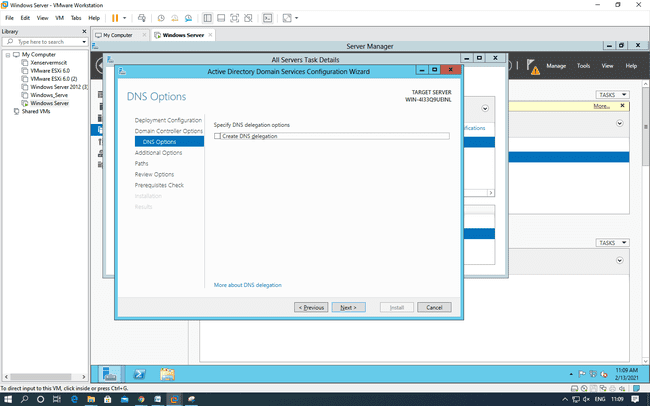 Windows Server - VMware Workstation
File Edit View VM Tabs Help
Library
Type here to search
My Computer
Xenservermscit
VMware ESXi 6.0
VMware ESXi 6.0 (2)
Windows Server 2012 (3)
Windows_Serve
Windows Server
Shared VMs
My Computer
Windows Server
Server Manager
Manage Tools View Help
All Servers Task Details
Active Directory Domain Services Configuration Wizard
DNS Options
TARGET SERVER
WIN-4I33Q9UEINL
Deployment Configuration
Domain Controller Options
DNS Options
Additional Options
Paths
Review Options
Prerequisites Check
Installation
Results
Specify DNS delegation options
Create DNS delegation
More about DNS delegation
< Previous
Next >
Install
Cancel
TASKS
More...
TASKS
11:09 AM
2/13/2021
To direct input to this VM, click inside or press Ctrl+G.
ENG 11:09